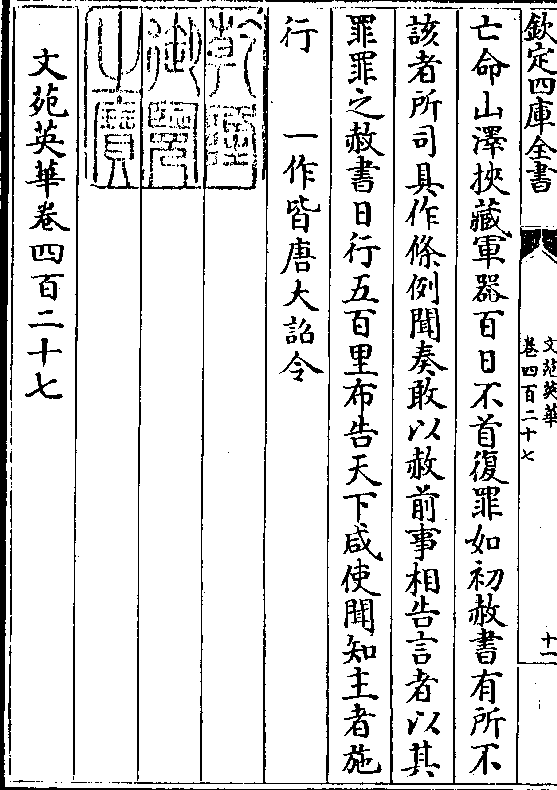 欽定四庫全書
文苑英華
卷四百二十七
十一
亡命山澤挾藏軍器百日不首復罪如初赦書有所不
該者所司具作條例聞奏敢以赦前事相告言者以其
罪罪之赦書日行五百里布告天下咸使聞知主者施
行　一作皆唐大詔令
乾隆
御覽
之寶
文苑英華卷四百二十七